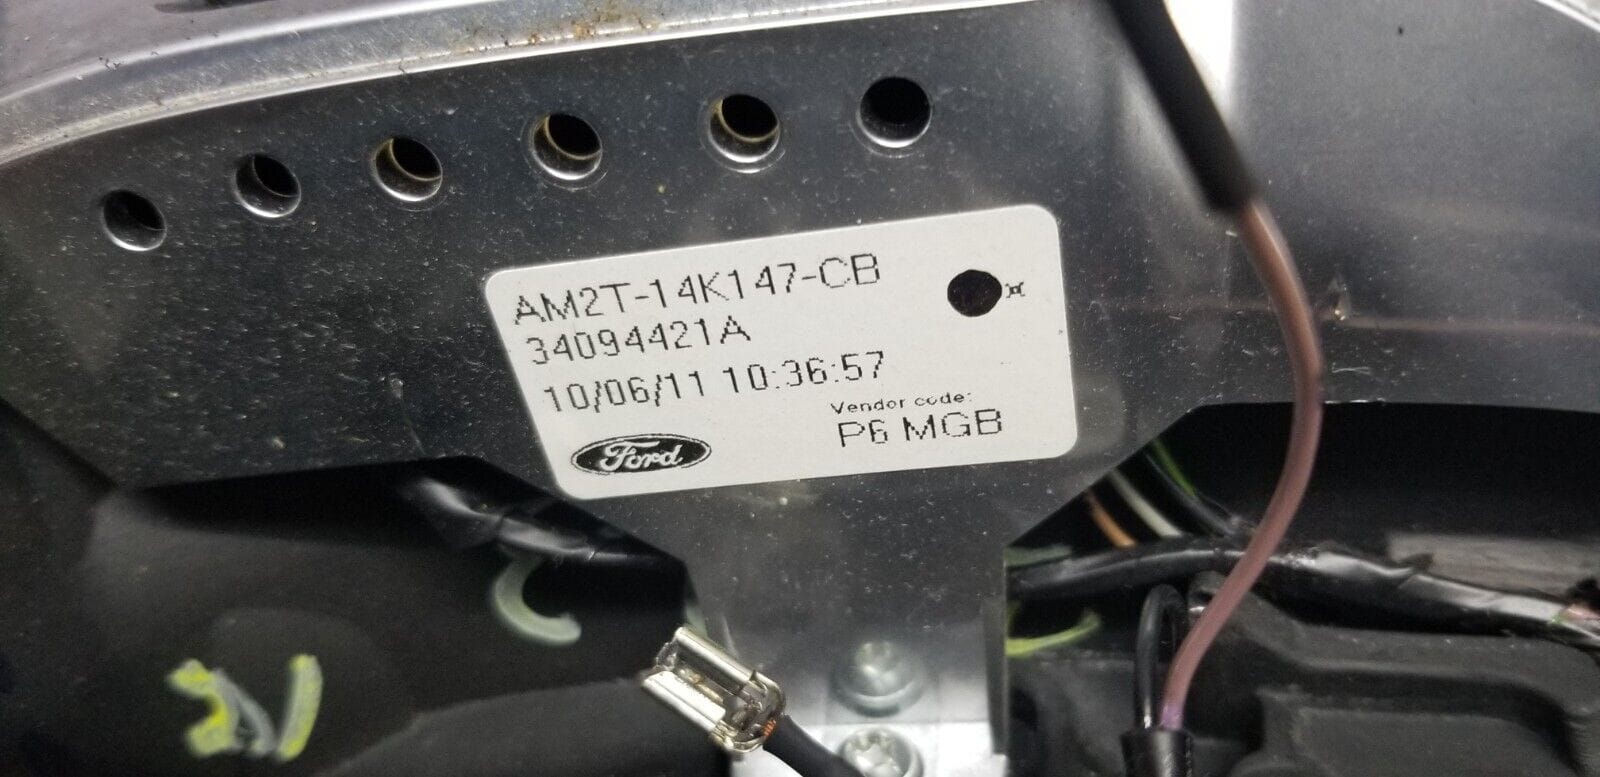 AM2T-14K147-CB
34094421A
10/06/11 10:36:57
Vendor code:
P6 MGB
Ford